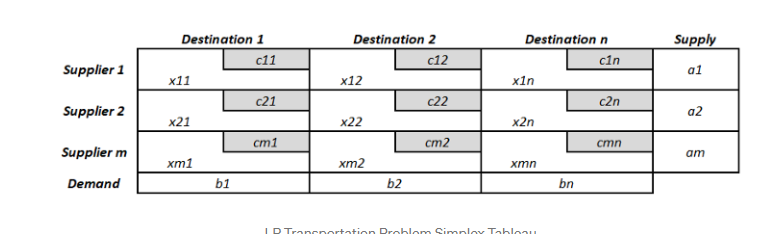 Destination 1 Destination 2 Destination n Supply
Supplier 1 c11 c12 c1n a1
x11 x12 x1n
Supplier 2 c21 c22 c2n a2
x21 x22 x2n
Supplier m cm1 cm2 cmn am
xm1 xm2 xmn
Demand b1 b2 bn
LP Transportation Problem Simplex Tableau